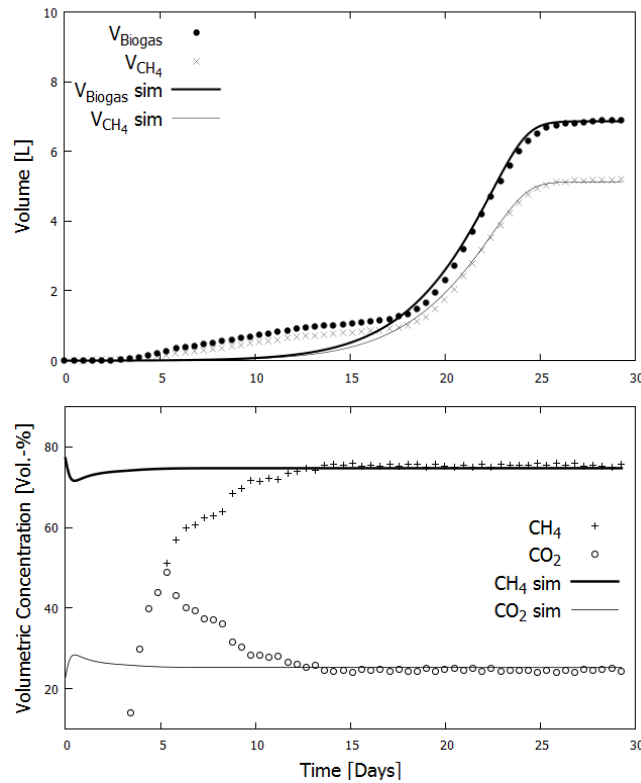 10
V_Biogas
V_CH₄
8
V_Biogas sim
V_CH₄ sim
6
Volume [L]
4
2
0
0 5 10 15 20 25 30
80
Volumetric Concentration [Vol.-%]
60
CH₄
CO₂
40
CH₄ sim
CO₂ sim
20
0 5 10 15 20 25 30
Time [Days]